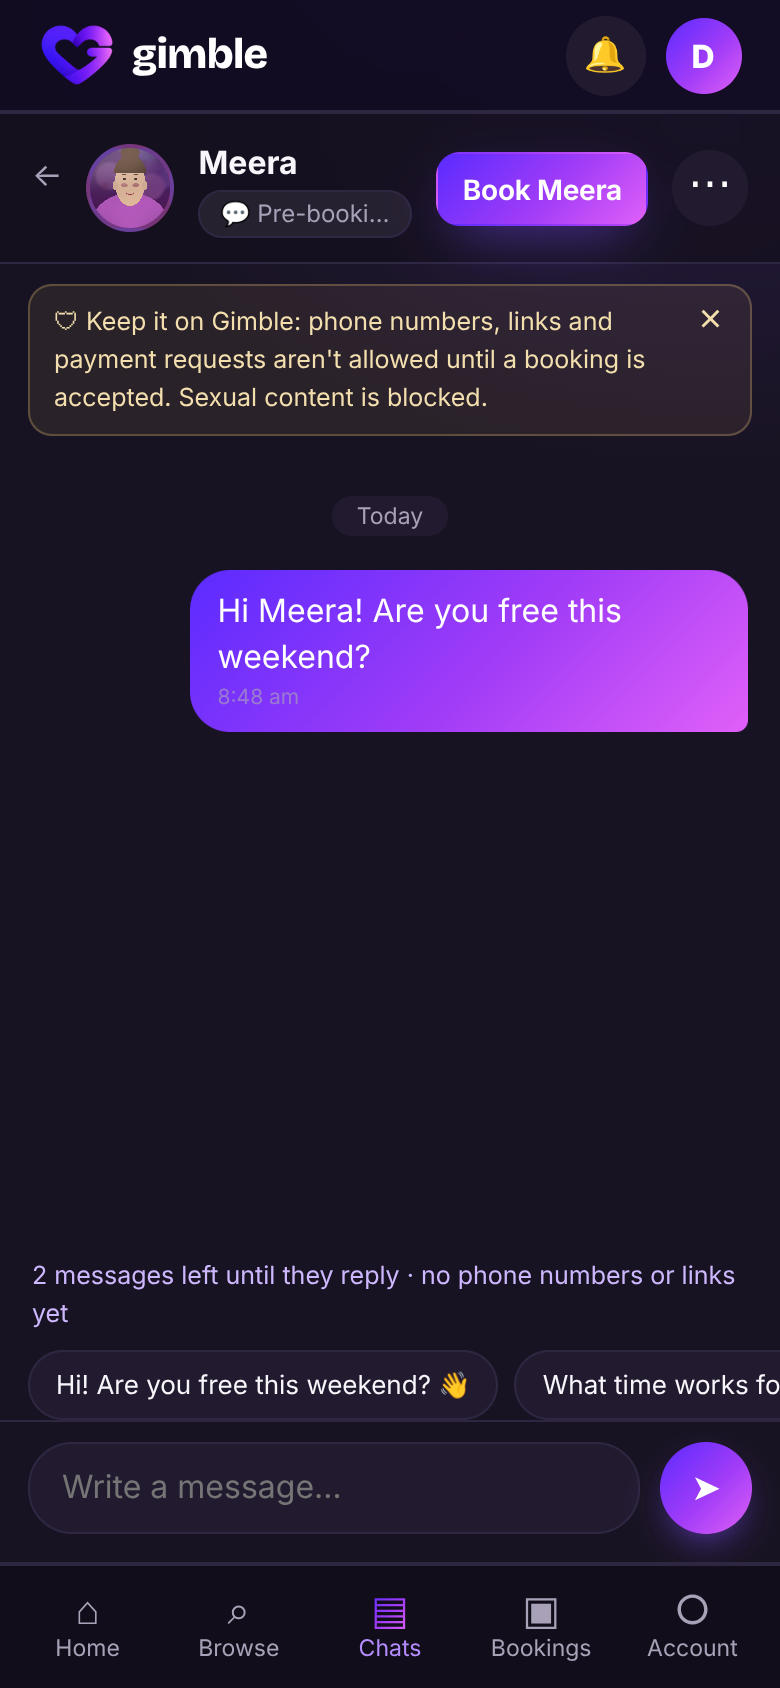 gimble
🔔
D
←
Meera
💬 Pre-booki...
Book Meera
...
🛡 Keep it on Gimble: phone numbers, links and
payment requests aren't allowed until a booking is
accepted. Sexual content is blocked.
✕
Today
Hi Meera! Are you free this
weekend?
8:48 am
2 messages left until they reply · no phone numbers or links
yet
Hi! Are you free this weekend? 👋
What time works fo
Write a message...
➤
Home
Browse
Chats
Bookings
Account